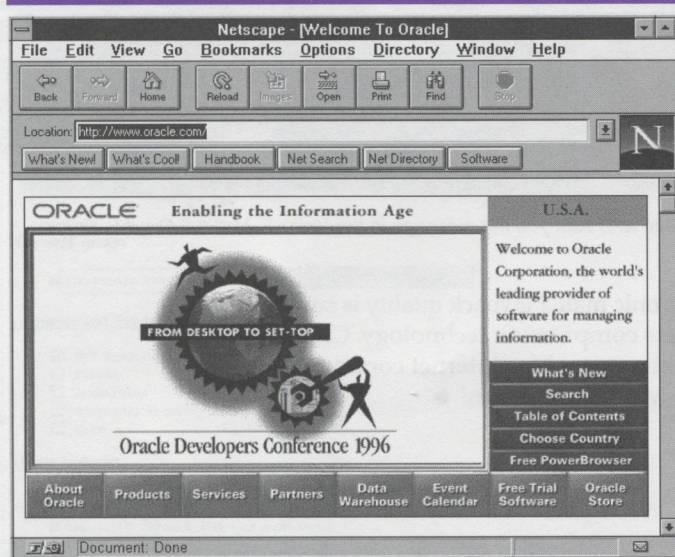 Netscape - [Welcome To Oracle]
File Edit View Go Bookmarks Options Directory Window Help
Back Forward Home Reload Images Open Print Find Stop
Location: http://www.oracle.com/
N
What's New! What's Cool! Handbook Net Search Net Directory Software
ORACLE Enabling the Information Age
U.S.A.
Welcome to Oracle
Corporation, the world's
leading provider of
software for managing
information.
FROM DESKTOP TO SET-TOP
Oracle Developers Conference 1996
What's New
Search
Table of Contents
Choose Country
Free PowerBrowser
About Oracle Products Services Partners Data Warehouse Event Calendar Free Trial Software Oracle Store
Document: Done